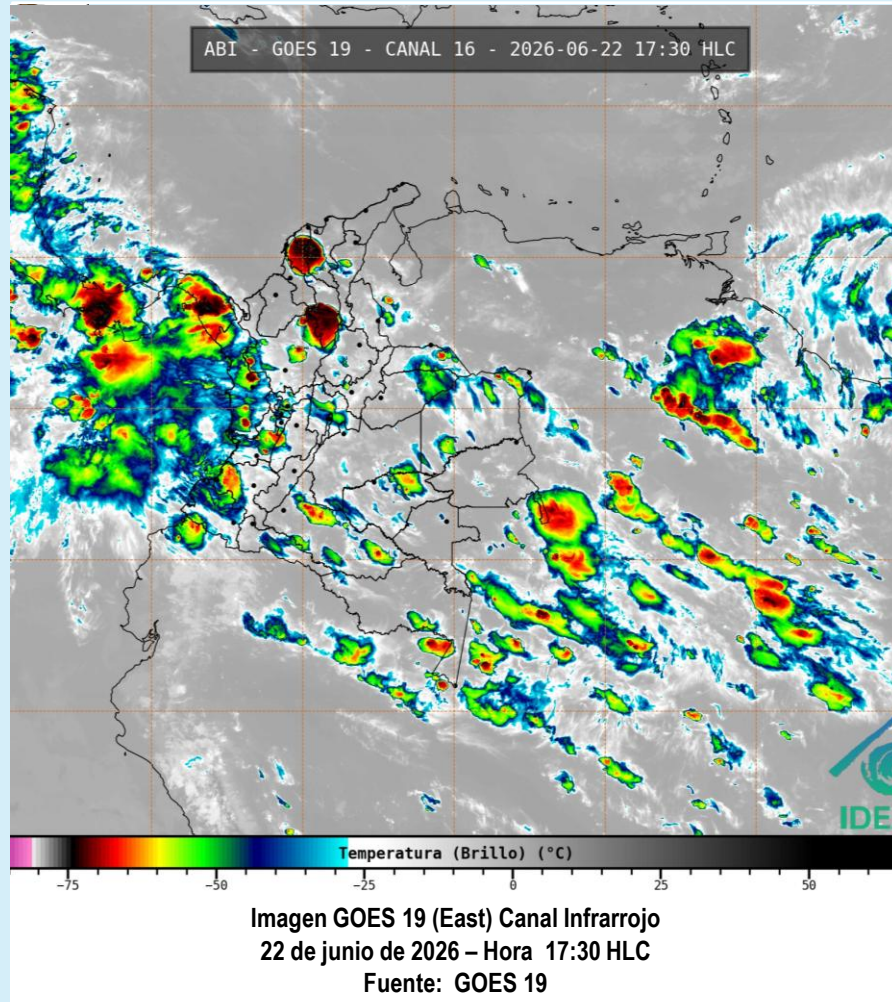 ABI - GOES 19 - CANAL 16 - 2026-06-22 17:30 HLC
IDE
Temperatura (Brillo) (°C)
−75 −50 −25 0 25 50
Imagen GOES 19 (East) Canal Infrarrojo
22 de junio de 2026 – Hora 17:30 HLC
Fuente: GOES 19